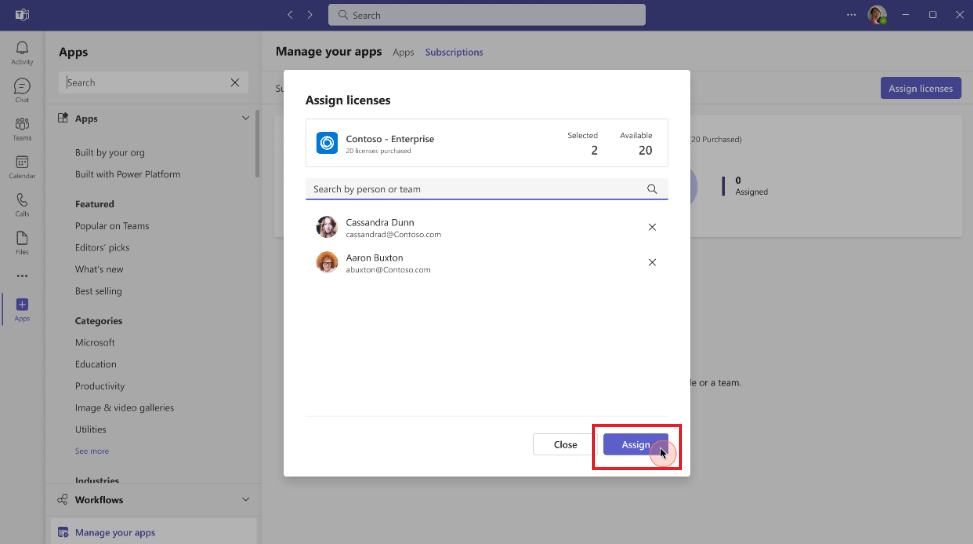 Search
Activity
Chat
Teams
Calendar
Calls
Files
Apps
Apps
Search
Apps
Built by your org
Built with Power Platform
Featured
Popular on Teams
Editors' picks
What's new
Best selling
Categories
Microsoft
Education
Productivity
Image & video galleries
Utilities
See more
Industries
Workflows
Manage your apps
Manage your apps Apps Subscriptions
Su
Assign licenses
20 Purchased)
0
Assigned
le or a team.
Assign licenses
Contoso - Enterprise
20 licenses purchased
Selected Available
2 20
Search by person or team
Cassandra Dunn
cassandrad@Contoso.com
Aaron Buxton
abuxton@Contoso.com
Close Assign